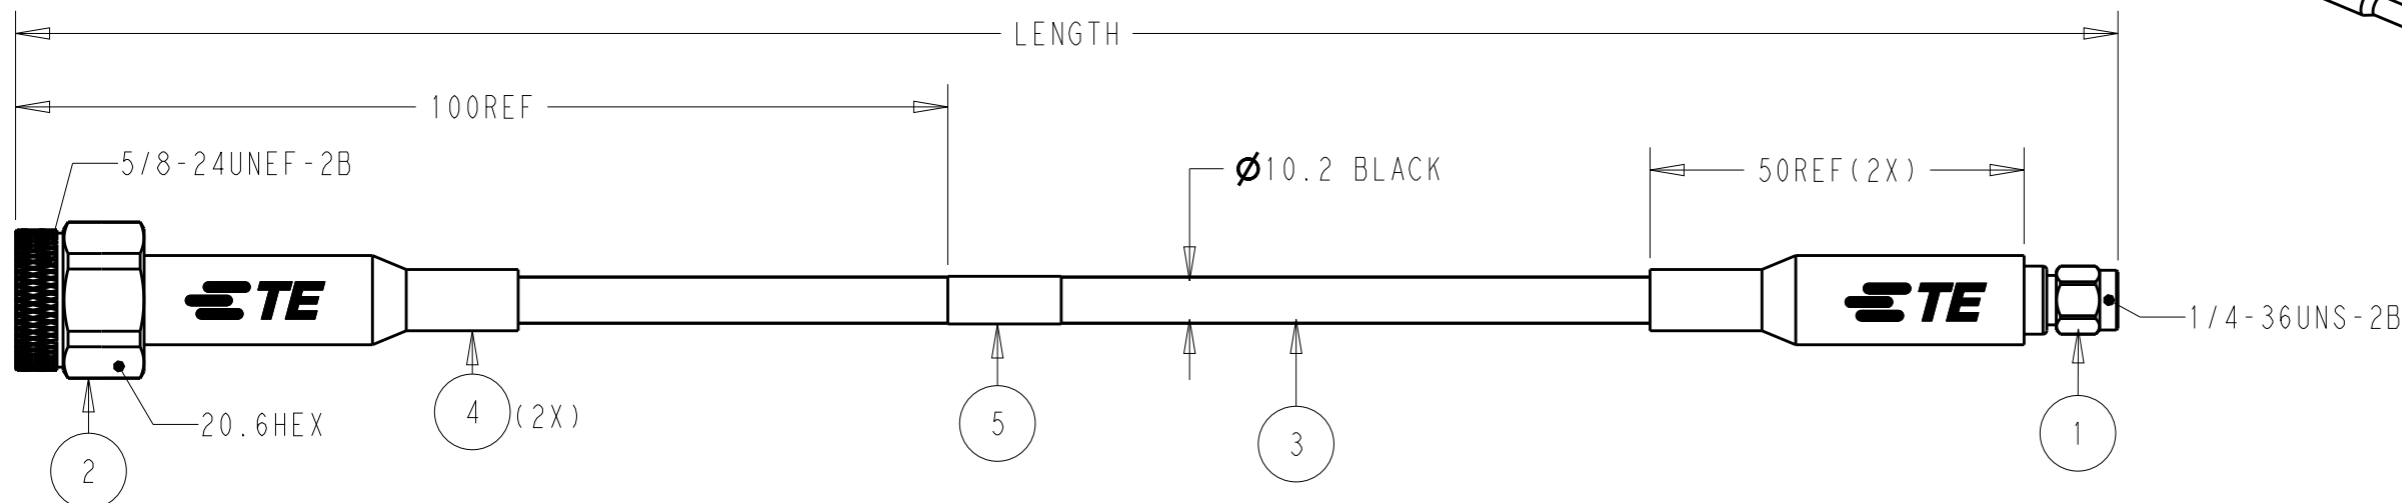 LENGTH
100REF
5/8-24UNEF-2B
Ø10.2 BLACK
50REF(2X)
TE
TE
1/4-36UNS-2B
20.6HEX
4 (2X)
5
3
1
2